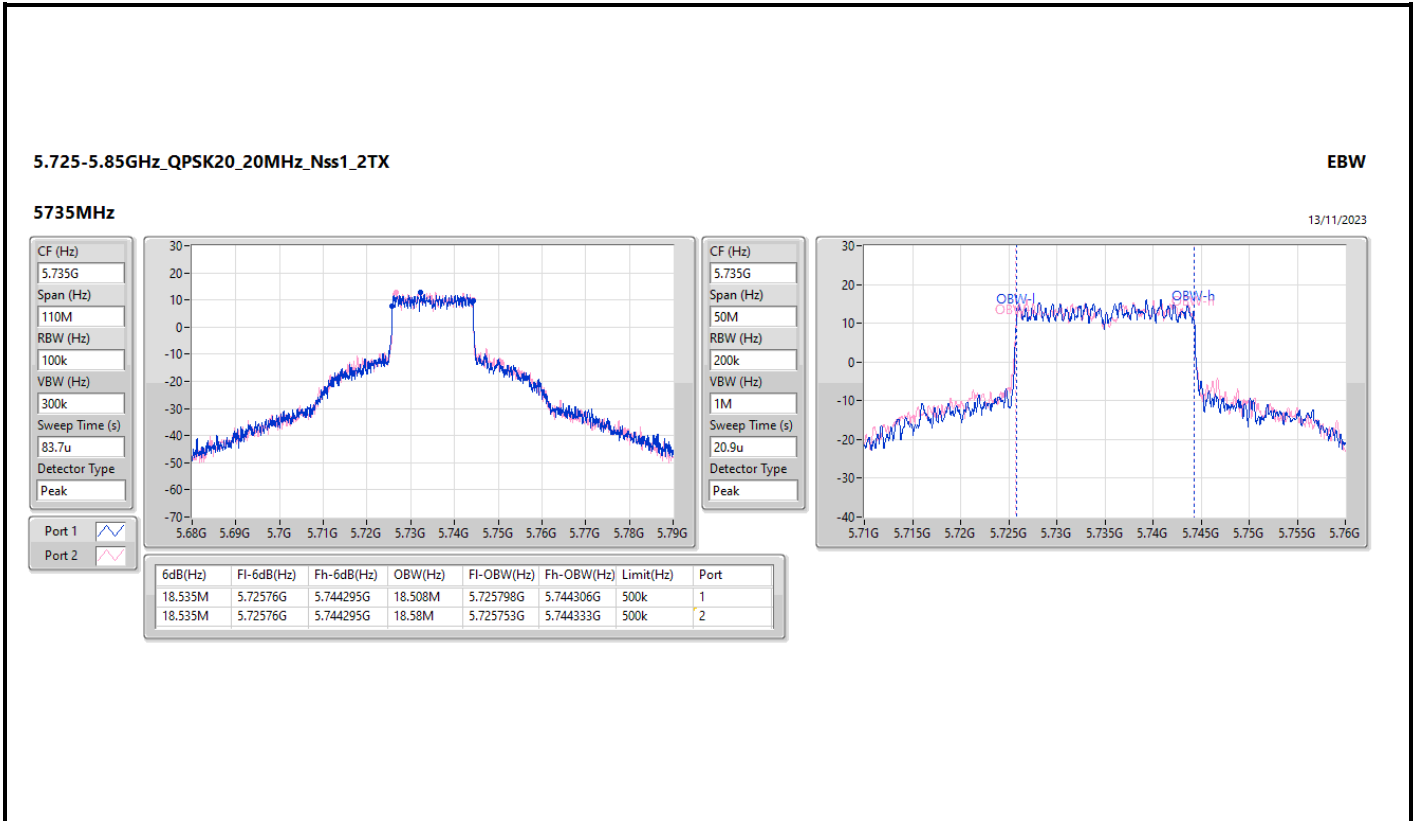 5.725-5.85GHz_QPSK20_20MHz_Nss1_2TX
EBW
5735MHz
13/11/2023
CF (Hz)
5.735G
Span (Hz)
110M
RBW (Hz)
100k
VBW (Hz)
300k
Sweep Time (s)
83.7u
Detector Type
Peak
Port 1
Port 2
30
20
10
0
-10
-20
-30
-40
-50
-60
-70
5.68G 5.69G 5.7G 5.71G 5.72G 5.73G 5.74G 5.75G 5.76G 5.77G 5.78G 5.79G
CF (Hz)
5.735G
Span (Hz)
50M
RBW (Hz)
200k
VBW (Hz)
1M
Sweep Time (s)
20.9u
Detector Type
Peak
30
20
10
0
-10
-20
-30
-40
OBW-l
OBW-h
5.71G 5.715G 5.72G 5.725G 5.73G 5.735G 5.74G 5.745G 5.75G 5.755G 5.76G
6dB(Hz) Fl-6dB(Hz) Fh-6dB(Hz) OBW(Hz) Fl-OBW(Hz) Fh-OBW(Hz) Limit(Hz) Port
18.535M 5.72576G 5.744295G 18.508M 5.725798G 5.744306G 500k 1
18.535M 5.72576G 5.744295G 18.58M 5.725753G 5.744333G 500k 2